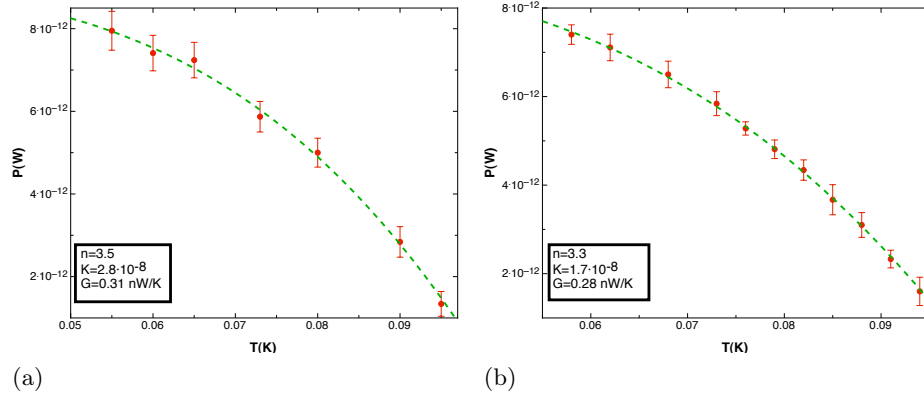 8·10⁻¹²
6·10⁻¹²
P(W)
4·10⁻¹²
2·10⁻¹²
n=3.5
K=2.8·10⁻⁸
G=0.31 nW/K
0.05 0.06 0.07 0.08 0.09
T(K)
(a)
8·10⁻¹²
6·10⁻¹²
P(W)
4·10⁻¹²
2·10⁻¹²
n=3.3
K=1.7·10⁻⁸
G=0.28 nW/K
0.06 0.07 0.08 0.09
T(K)
(b)